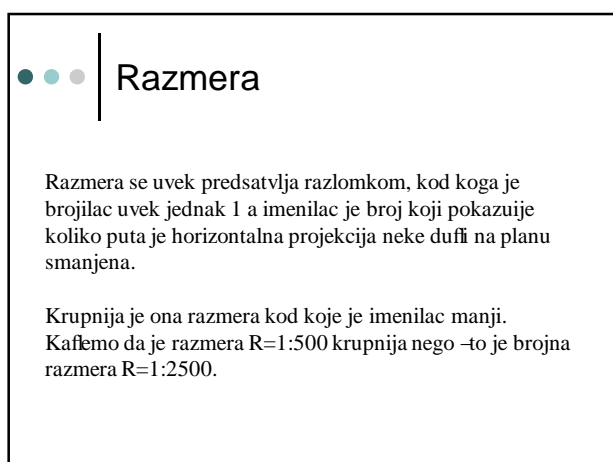 Razmera
Razmera se uvek predsatvlja razlomkom, kod koga je
brojilac uvek jednak 1 a imenilac je broj koji pokazuije
koliko puta je horizontalna projekcija neke dufli na planu
smanjena.
Krupnija je ona razmera kod koje je imenilac manji.
Kaflemo da je razmera R=1:500 krupnija nego –to je brojna
razmera R=1:2500.